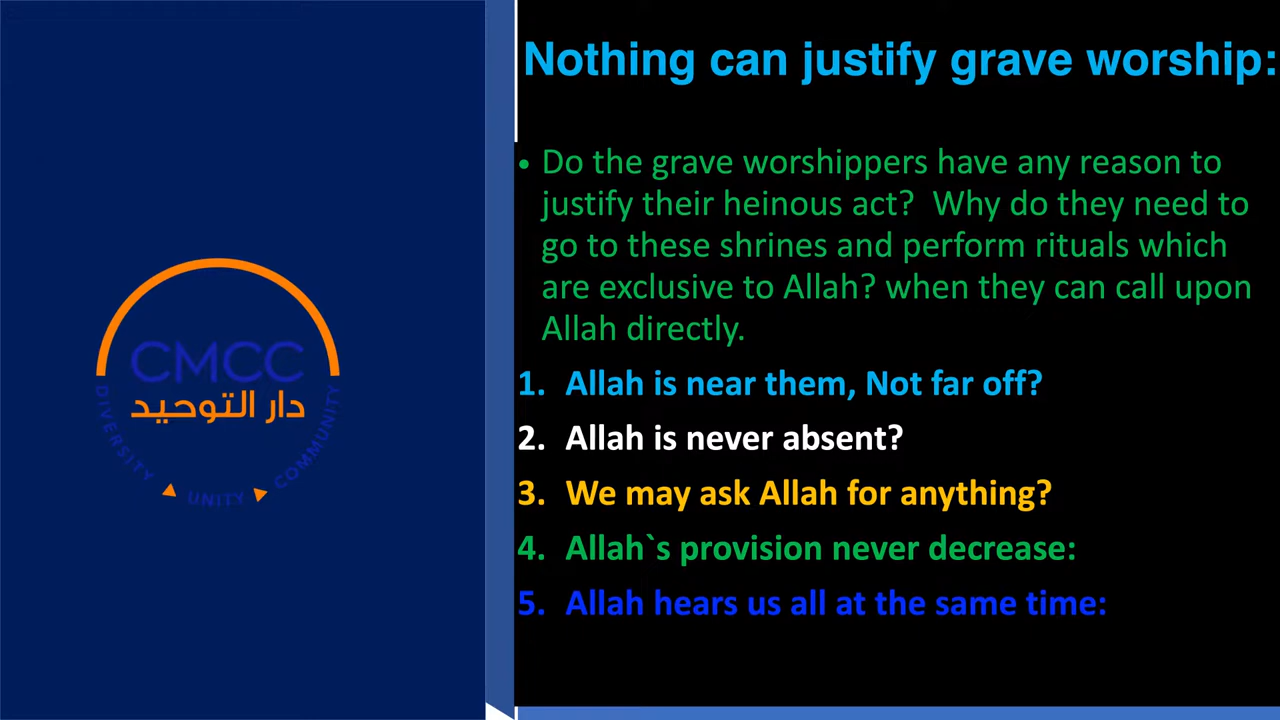 Nothing can justify grave worship:
• Do the grave worshippers have any reason to
justify their heinous act?  Why do they need to
go to these shrines and perform rituals which
are exclusive to Allah? when they can call upon
Allah directly.
1. Allah is near them, Not far off?
2. Allah is never absent?
3. We may ask Allah for anything?
4. Allah`s provision never decrease:
5. Allah hears us all at the same time:
CMCC
دار التوحيد
DIVERSITY UNITY COMMUNITY